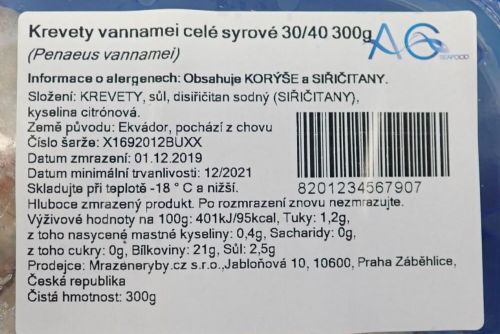 Krevety vannamei celé syrové 30/40 300g
(Penaeus vannamei)
AG
SEAFOOD
Informace o alergenech: Obsahuje KORÝŠE a SIŘIČITANY.
Složení: KREVETY, sůl, disiřičitan sodný (SIŘIČITANY),
kyselina citrónová.
Země původu: Ekvádor, pochází z chovu
Číslo šarže: X1692012BUXX
Datum zmrazení: 01.12.2019
Datum minimální trvanlivosti: 12/2021
Skladujte při teplotě -18 ° C a nižší.
8201234567907
Hluboce zmrazený produkt. Po rozmrazení znovu nezmrazujte.
Výživové hodnoty na 100g: 401kJ/95kcal, Tuky: 1,2g,
z toho nasycené mastné kyseliny: 0,4g, Sacharidy: 0g,
z toho cukry: 0g, Bílkoviny: 21g, Sůl: 2,5g
Prodejce: Mrazeneryby.cz s.r.o.,Jabloňová 10, 10600, Praha Záběhlice,
Česká republika
Čistá hmotnost: 300g